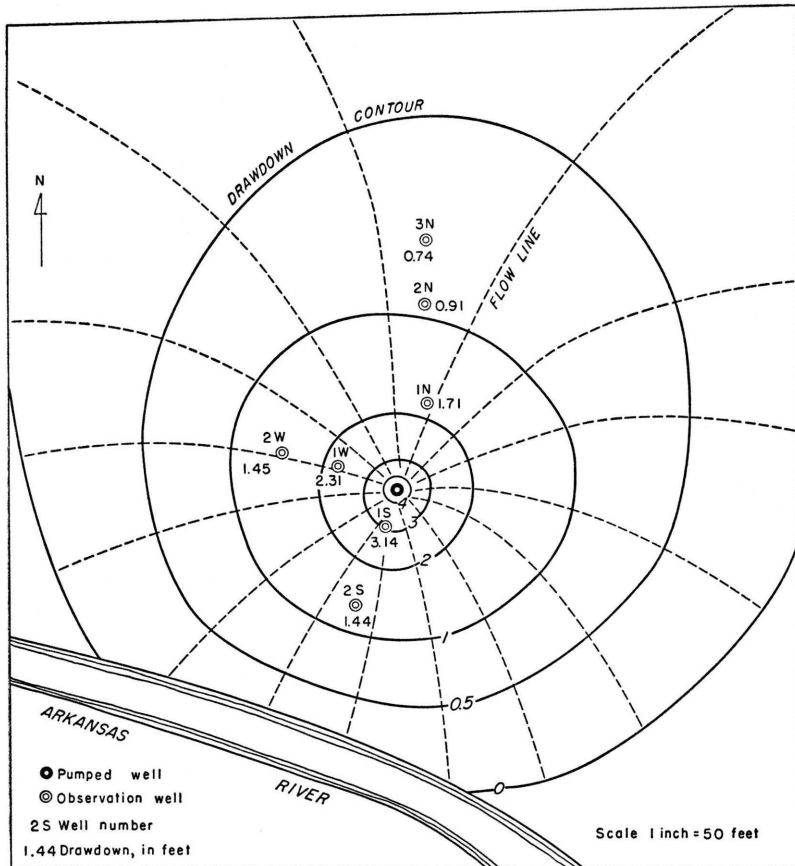 CONTOUR
DRAWDOWN
N
3N
0.74
FLOW LINE
2N
0.91
1N
1.71
2W
1.45
1W
2.31
4
1S
3
3.14
2
2S
1.44
1
0.5
0
ARKANSAS
RIVER
Pumped well
Observation well
2S Well number
1.44 Drawdown, in feet
Scale 1 inch = 50 feet